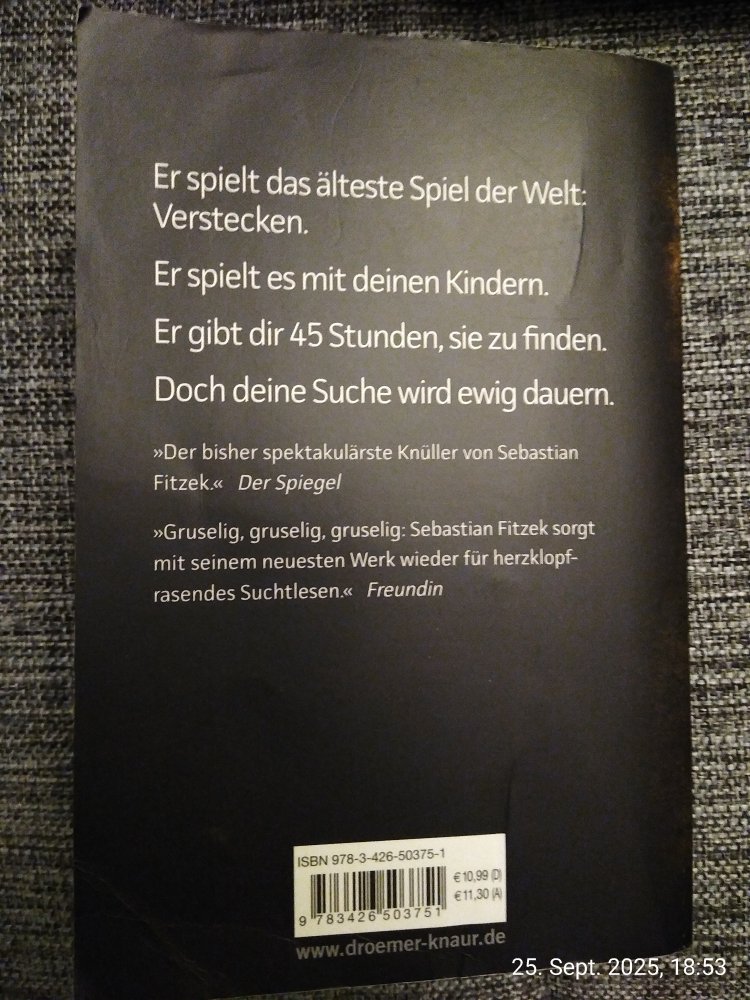 Er spielt das älteste Spiel der Welt:
Verstecken.
Er spielt es mit deinen Kindern.
Er gibt dir 45 Stunden, sie zu finden.
Doch deine Suche wird ewig dauern.
»Der bisher spektakulärste Knüller von Sebastian
Fitzek.« Der Spiegel
»Gruselig, gruselig, gruselig: Sebastian Fitzek sorgt
mit seinem neuesten Werk wieder für herzklopf-
rasendes Suchtlesen.« Freundin
ISBN 978-3-426-50375-1
€ 10,99 (D)
€ 11,30 (A)
9 783426 503751
www.droemer-knaur.de
25. Sept. 2025, 18:53